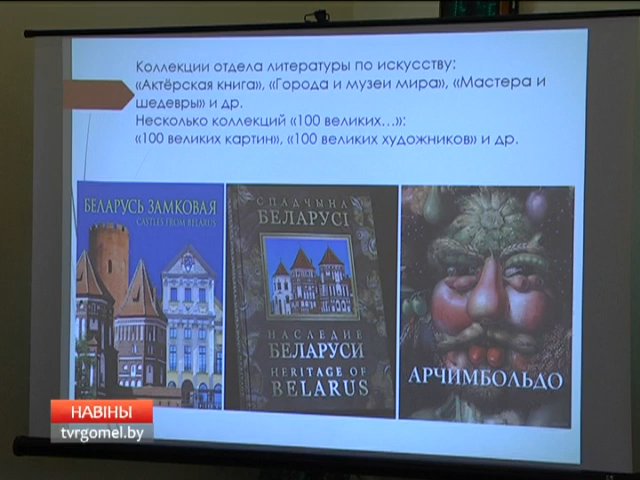 Коллекции отдела литературы по искусству:
«Актёрская книга», «Города и музеи мира», «Мастера и
шедевры» и др.
Несколько коллекций «100 великих...»:
«100 великих картин», «100 великих художников» и др.
БЕЛАРУСЬ ЗАМКОВАЯ
CASTLES FROM BELARUS
СПАДЧЫНА
БЕЛАРУСІ
НАСЛЕДИЕ
БЕЛАРУСИ
HERITAGE OF
BELARUS
АРЧИМБОЛЬДО
НАВІНЫ
tvrgomel.by